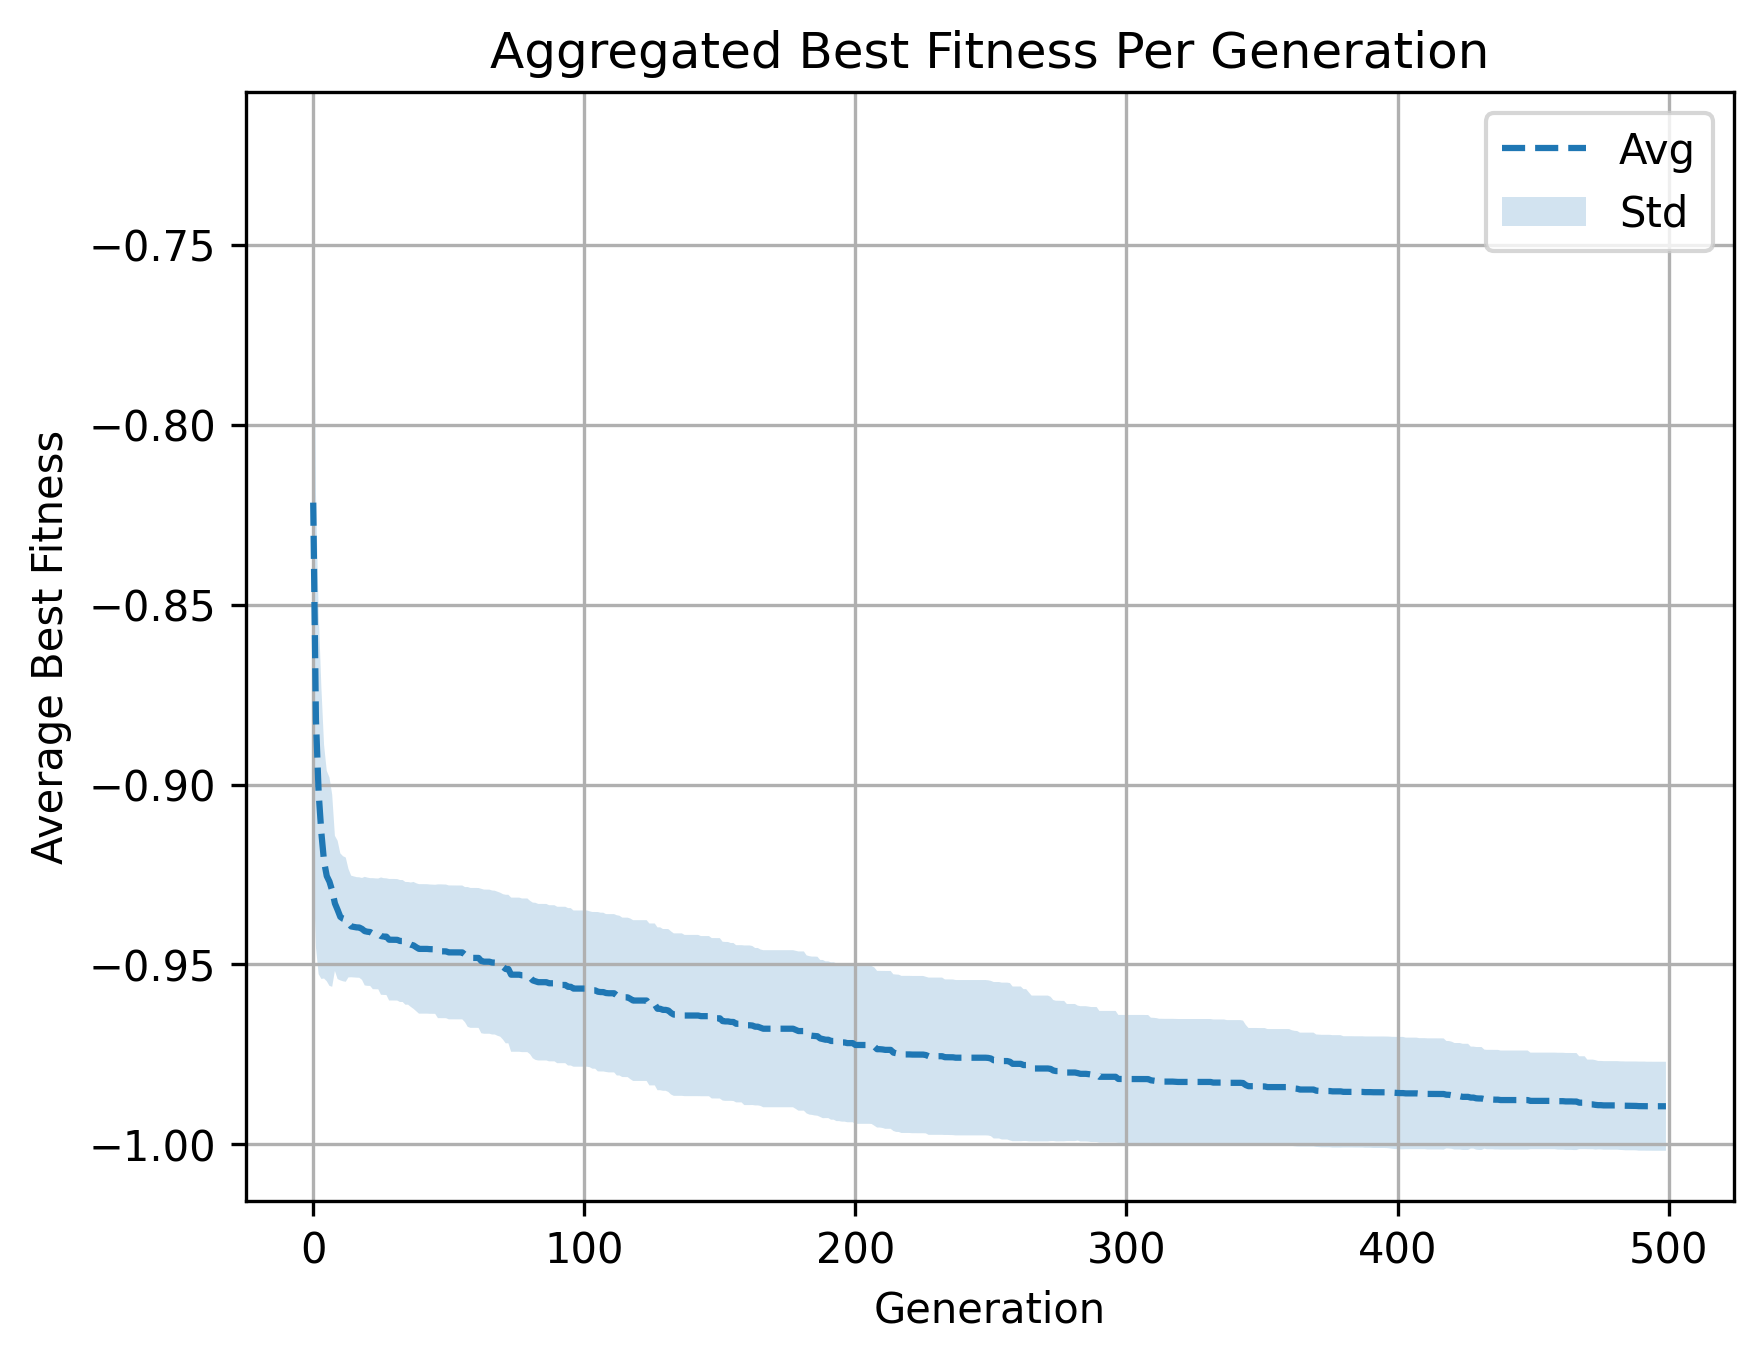 Aggregated Best Fitness Per Generation
Avg
Std
−0.75
−0.80
−0.85
−0.90
−0.95
−1.00
Average Best Fitness
0 100 200 300 400 500
Generation